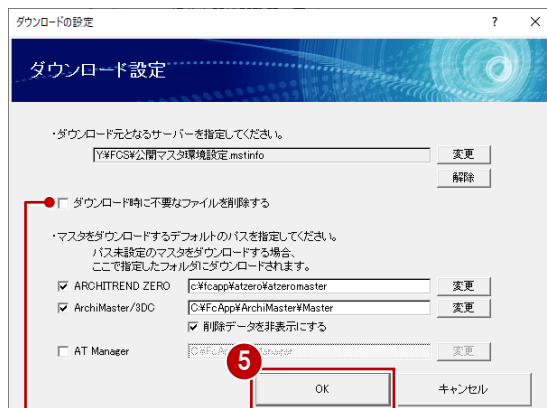 ダウンロードの設定
? ×
ダウンロード設定
・ダウンロード元となるサーバーを指定してください。
Y¥FCS¥公開マスタ環境設定.mstinfo 変更
解除
ダウンロード時に不要なファイルを削除する
・マスタをダウンロードするデフォルトのパスを指定してください。
パス未設定のマスタをダウンロードする場合、
ここで指定したフォルダにダウンロードされます。
ARCHITREND ZERO c¥fcapp¥atzero¥atzeromaster 変更
ArchiMaster/3DC C¥FcApp¥ArchiMaster¥Master 変更
削除データを非表示にする
AT Manager 変更
5
OK キャンセル